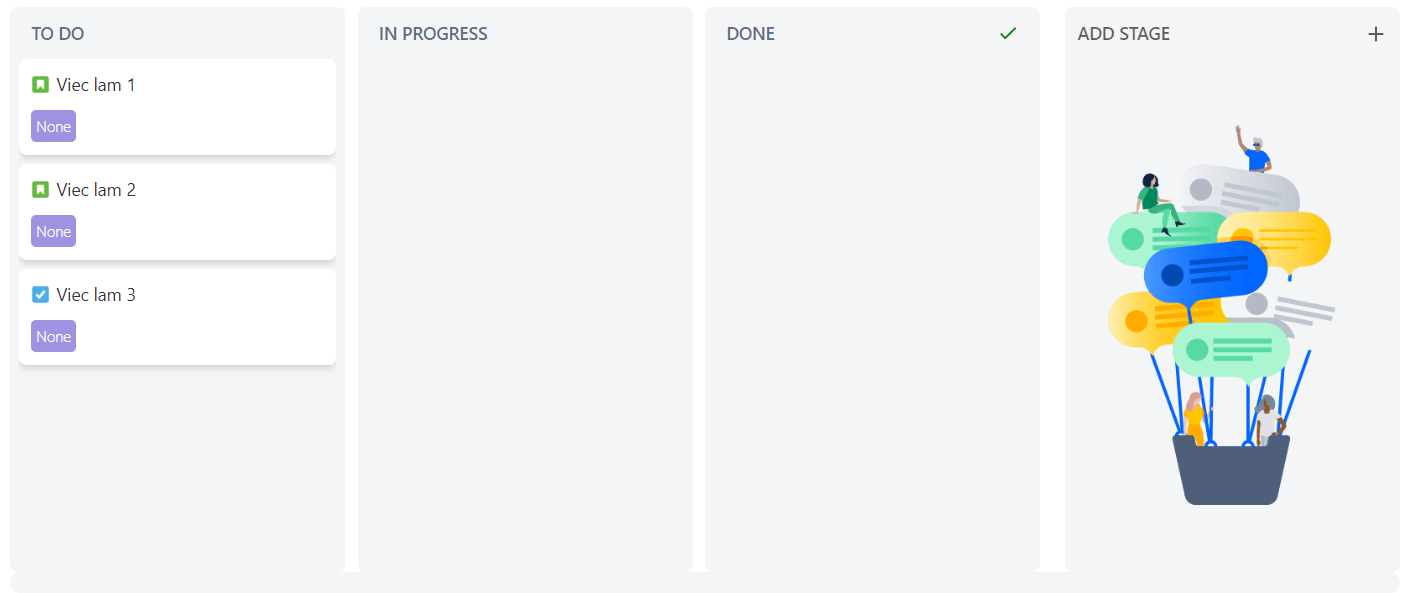 TO DO
Viec lam 1
None
Viec lam 2
None
Viec lam 3
None
IN PROGRESS
DONE
ADD STAGE